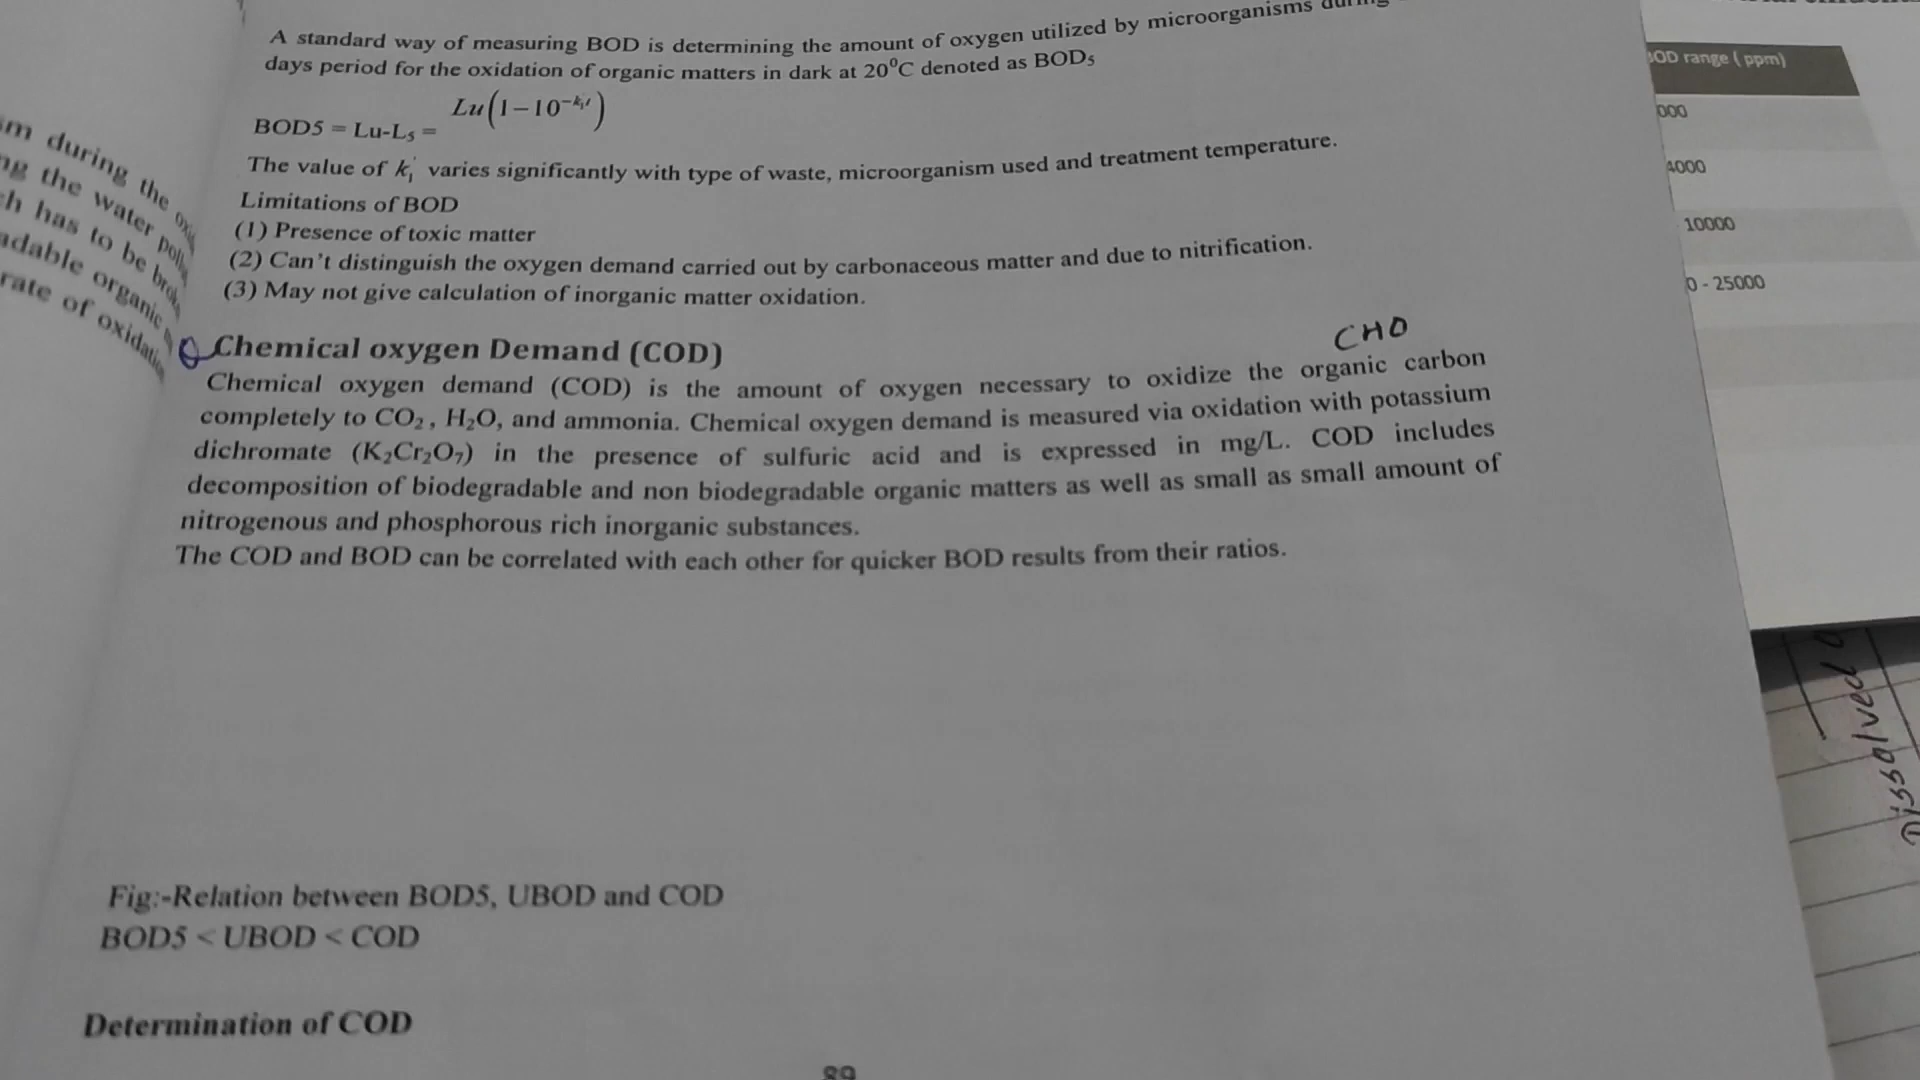 A standard way of measuring BOD is determining the amount of oxygen utilized by microorganisms during
days period for the oxidation of organic matters in dark at 20⁰C denoted as BOD₅
Lu(1−10^{-k₁'t})
BOD5 = Lu-L₅ =
The value of k₁' varies significantly with type of waste, microorganism used and treatment temperature.
Limitations of BOD
(1) Presence of toxic matter
(2) Can't distinguish the oxygen demand carried out by carbonaceous matter and due to nitrification.
(3) May not give calculation of inorganic matter oxidation.
CHO
Chemical oxygen Demand (COD)
Chemical oxygen demand (COD) is the amount of oxygen necessary to oxidize the organic carbon
completely to CO₂, H₂O, and ammonia. Chemical oxygen demand is measured via oxidation with potassium
dichromate (K₂Cr₂O₇) in the presence of sulfuric acid and is expressed in mg/L. COD includes
decomposition of biodegradable and non biodegradable organic matters as well as small as small amount of
nitrogenous and phosphorous rich inorganic substances.
The COD and BOD can be correlated with each other for quicker BOD results from their ratios.
Fig:-Relation between BOD5, UBOD and COD
BOD5 < UBOD < COD
Determination of COD
89
during the
the water
h has to be
organic
rate of
OD range ( ppm)
000
4000
10000
0 - 25000
Dissolved